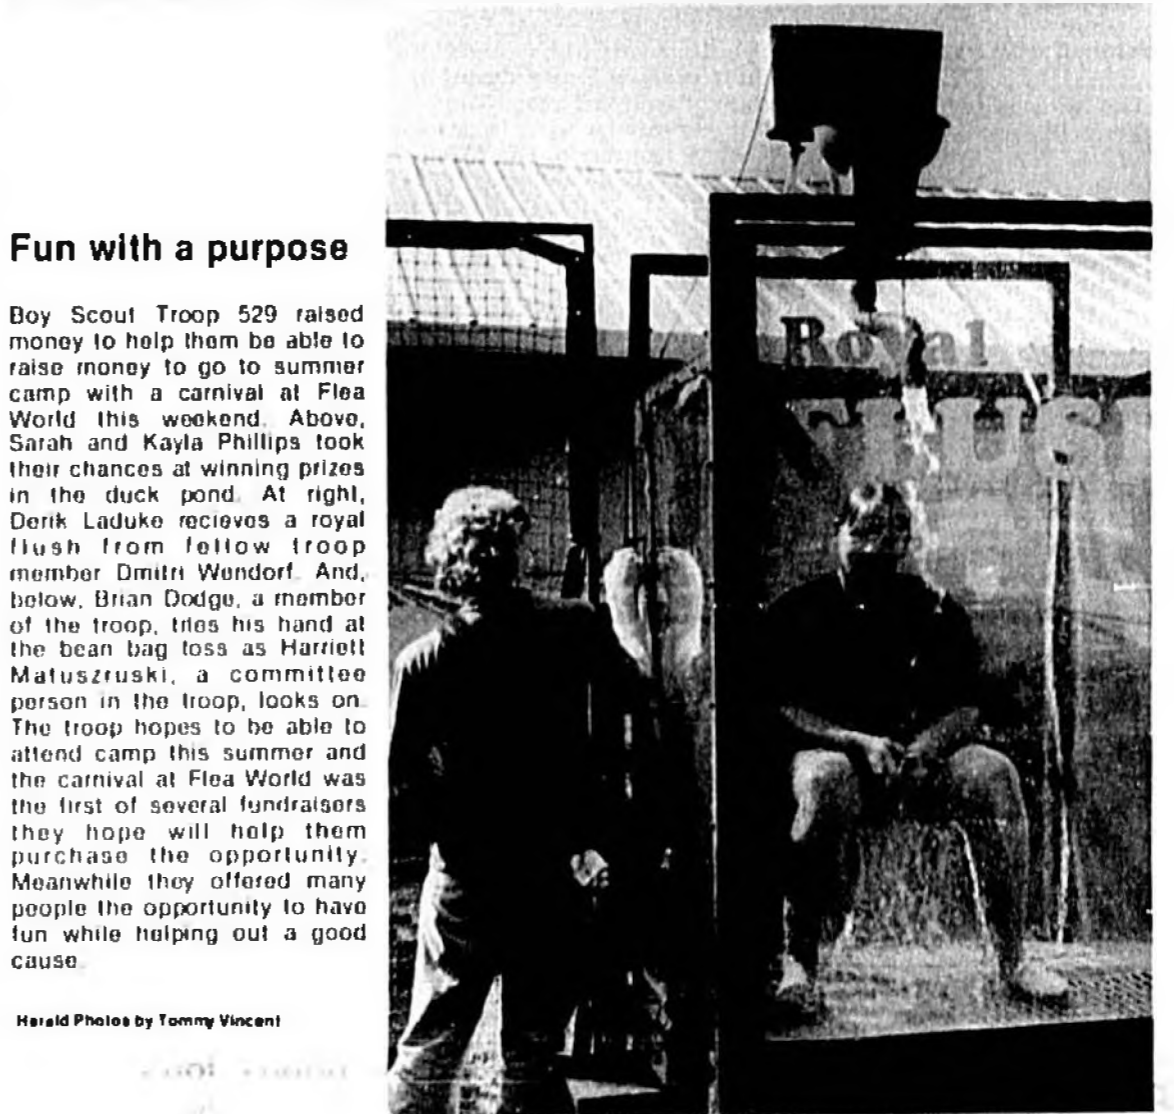 Fun with a purpose
Boy Scout Troop 529 raised
money to help them be able to
raise money to go to summer
camp with a carnival at Flea
World this weekend. Above,
Sarah and Kayla Phillips took
their chances at winning prizes
in the duck pond. At right,
Derik Laduke recieves a royal
flush from fellow troop
member Dmitri Wendorf. And,
below, Brian Dodge, a member
of the troop, tries his hand at
the bean bag toss as Harriett
Matuszruski, a committee
person in the troop, looks on.
The troop hopes to be able to
attend camp this summer and
the carnival at Flea World was
the first of several fundraisers
they hope will help them
purchase the opportunity.
Meanwhile they offered many
people the opportunity to have
fun while helping out a good
cause.
Herald Photos by Tommy Vincent
Royal